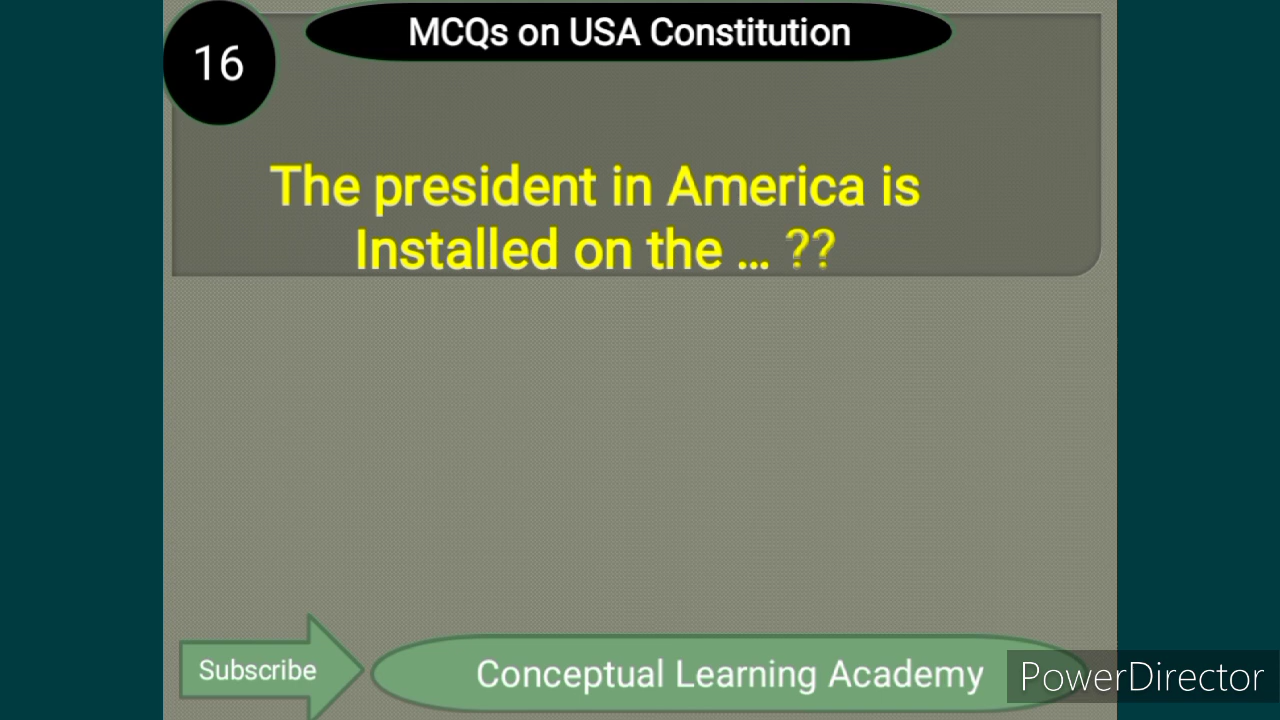 16
MCQs on USA Constitution
The president in America is
Installed on the ... ??
Subscribe
Conceptual Learning Academy
PowerDirector